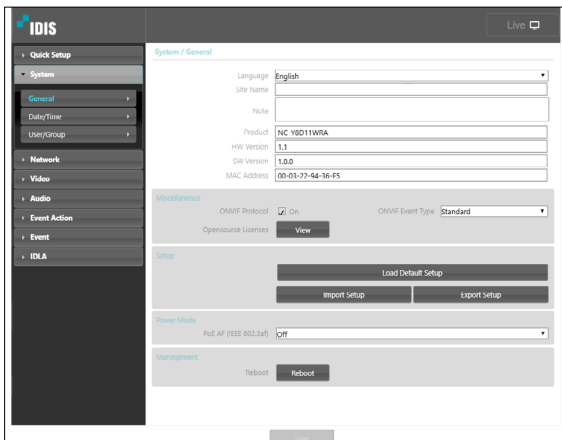 IDIS
Live
Quick Setup
System
General
Date/Time
User/Group
Network
Video
Audio
Event Action
Event
IDLA
System / General
Language English
Site Name
Note
Product NC-Y8D11WRA
HW Version 1.1
SW Version 1.0.0
MAC Address 00-03-22-94-36-F5
Miscellaneous
ONVIF Protocol On ONVIF Event Type Standard
Opensource Licenses View
Setup
Load Default Setup
Import Setup Export Setup
Power Mode
PoE AF (IEEE 802.3af) Off
Management
Reboot Reboot